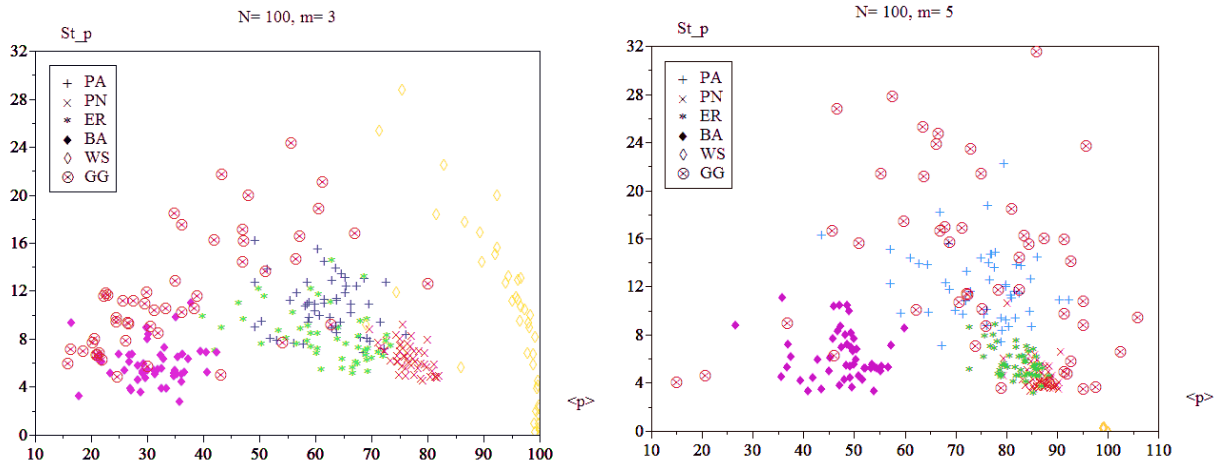 N= 100, m= 3
St_p
32
28
24
20
16
12
8
4
0
PA
PN
ER
BA
WS
GG
<p>
0 10 20 30 40 50 60 70 80 90 100
N= 100, m= 5
St_p
32
28
24
20
16
12
8
4
0
PA
PN
ER
BA
WS
GG
<p>
10 20 30 40 50 60 70 80 90 100 110